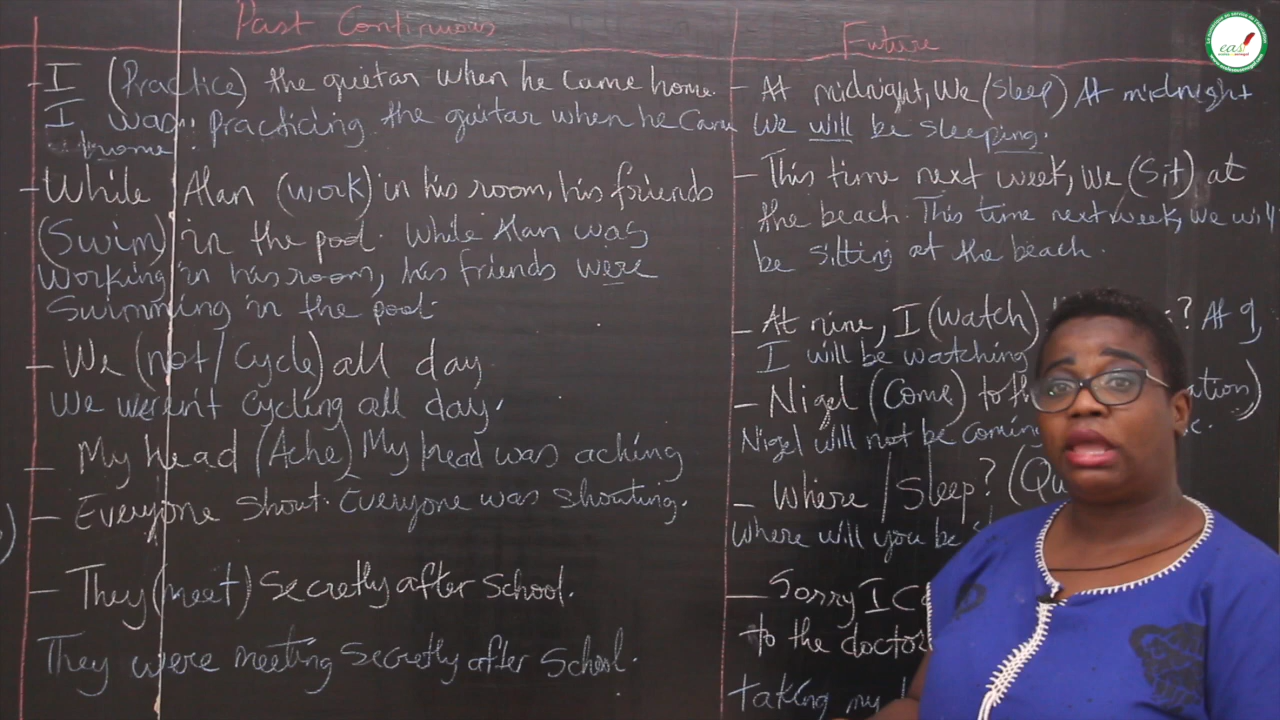 Past Continuous
- I (Practice) the guitar when he came home.
I was practicing the guitar when he came
home.
- While Alan (work) in his room, his friends
(Swim) in the pool. While Alan was
working in his room, his friends were
swimming in the pool.
- We (not / cycle) all day
We weren't cycling all day.
- My head (Ache) My head was aching
- Everyone shout. Everyone was shouting.
- They (meet) secretly after school.
They were meeting secretly after school.
Future
- At midnight, we (sleep) At midnight
we will be sleeping.
- This time next week, we (sit) at
the beach. This time next week, we will
be sitting at the beach.
- At nine, I (watch) ? At 9,
I will be watching
- Nigel (come) to
Nigel will not be
- Where / Sleep? (
Where will you be
- Sorry I
to the doctor
taking my
eas